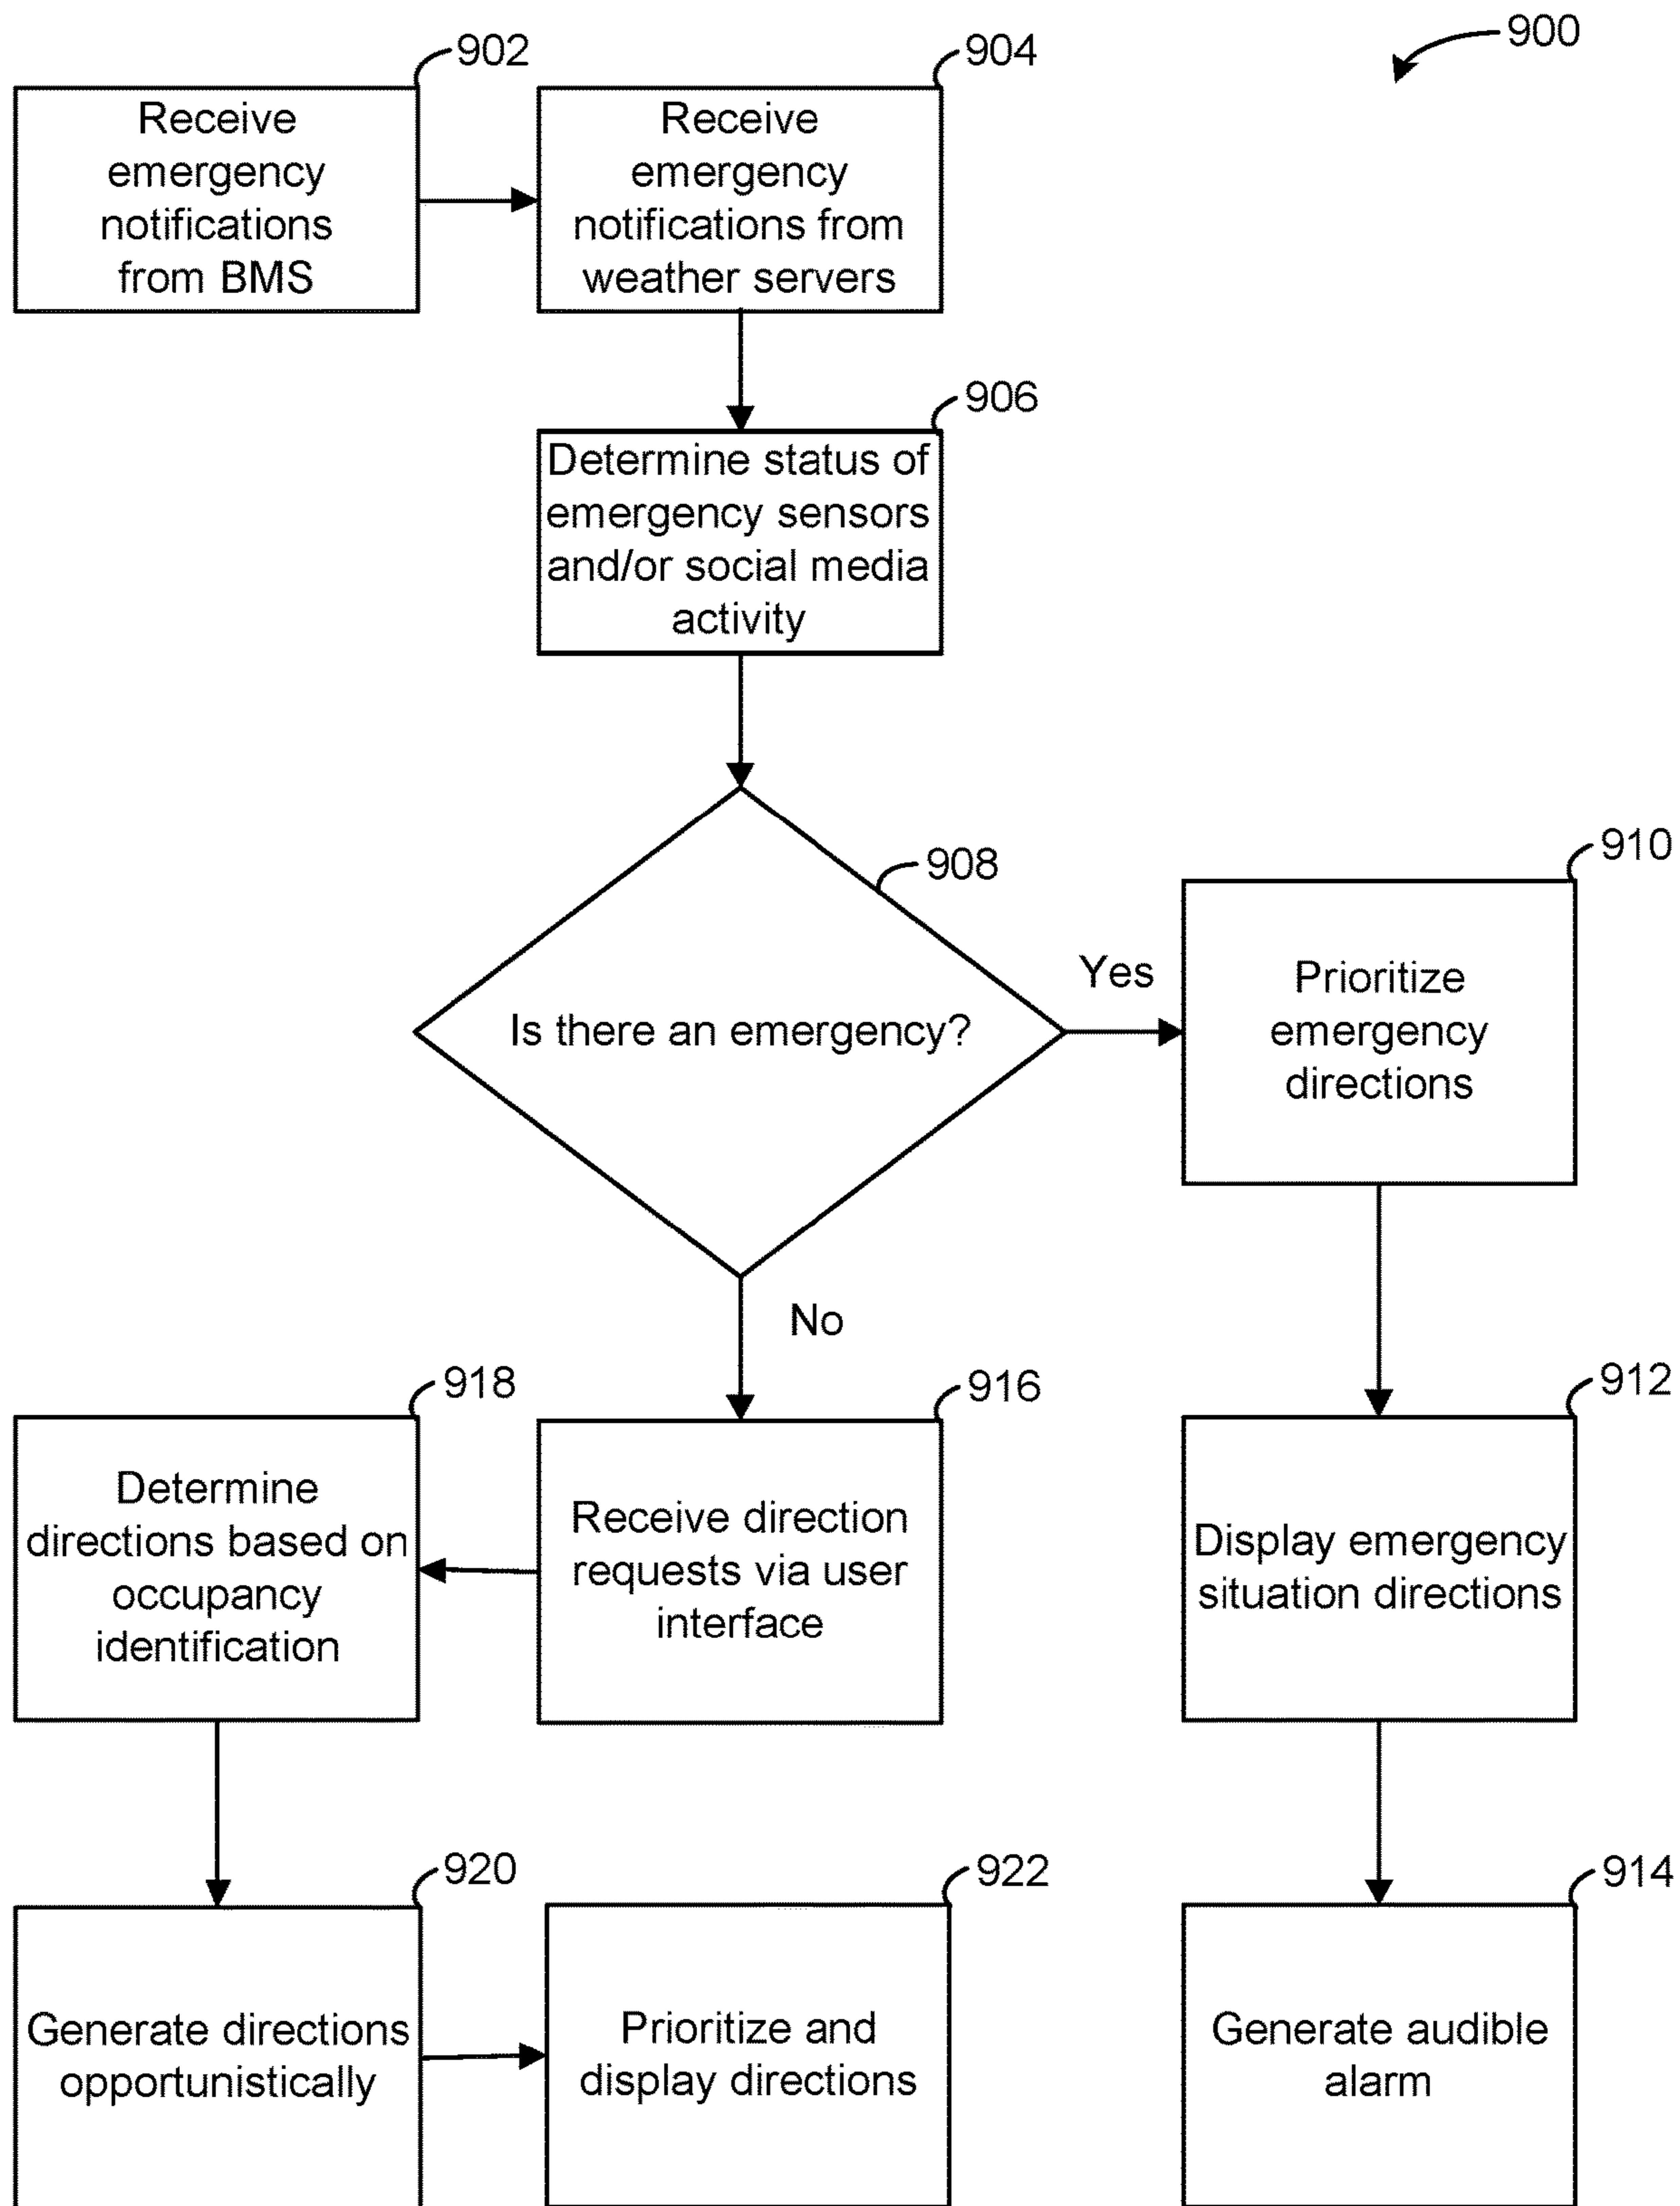 900
902
Receive
emergency
notifications
from BMS
904
Receive
emergency
notifications from
weather servers
906
Determine status of
emergency sensors
and/or social media
activity
908
Is there an emergency?
Yes
910
Prioritize
emergency
directions
No
912
Display emergency
situation directions
914
Generate audible
alarm
916
Receive direction
requests via user
interface
918
Determine
directions based on
occupancy
identification
920
Generate directions
opportunistically
922
Prioritize and
display directions